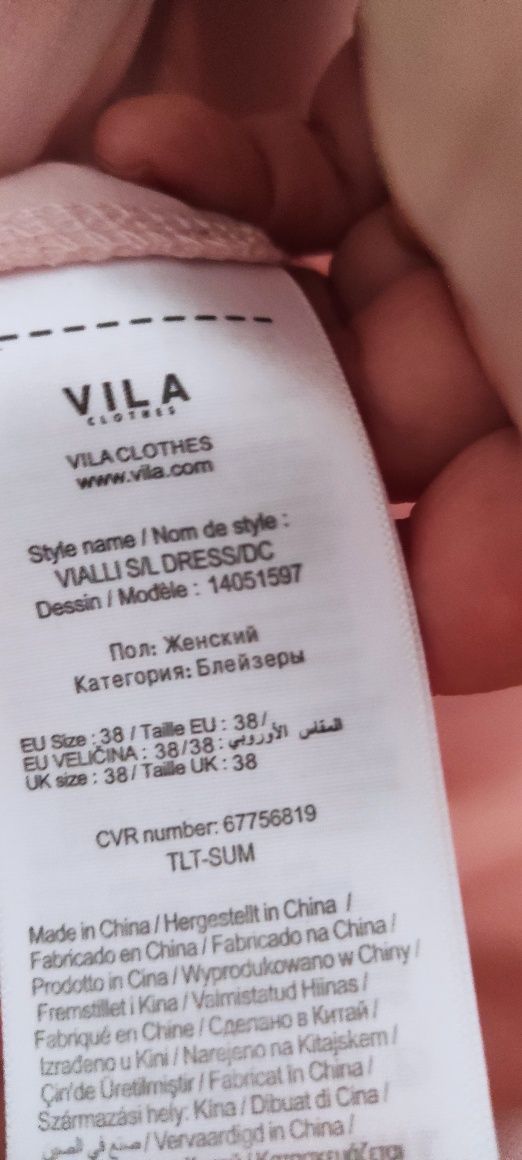 VILA
CLOTHES
VILA CLOTHES
www.vila.com
Style name / Nom de style :
VIALLI S/L DRESS/DC
Dessin / Modèle : 14051597
Пол: Женский
Категория: Блейзеры
EU Size : 38 / Taille EU : 38/
EU VELIČINA : 38/38 : المقاس الأوروبي
UK size : 38 / Taille UK : 38
CVR number: 67756819
TLT-SUM
Made in China / Hergestellt in China /
Fabricado en China / Fabricado na China /
Prodotto in Cina / Wyprodukowano w Chiny /
Fremstillet i Kina / Valmistatud Hiinas /
Fabriqué en Chine / Сделано в Китай /
Izrađeno u Kini / Narejeno na Kitajskem /
Çin'de Üretilmiştir / Fabricat în China /
Származási hely: Kina / Dibuat di Cina /
صنع في الصين / Vervaardigd in China /